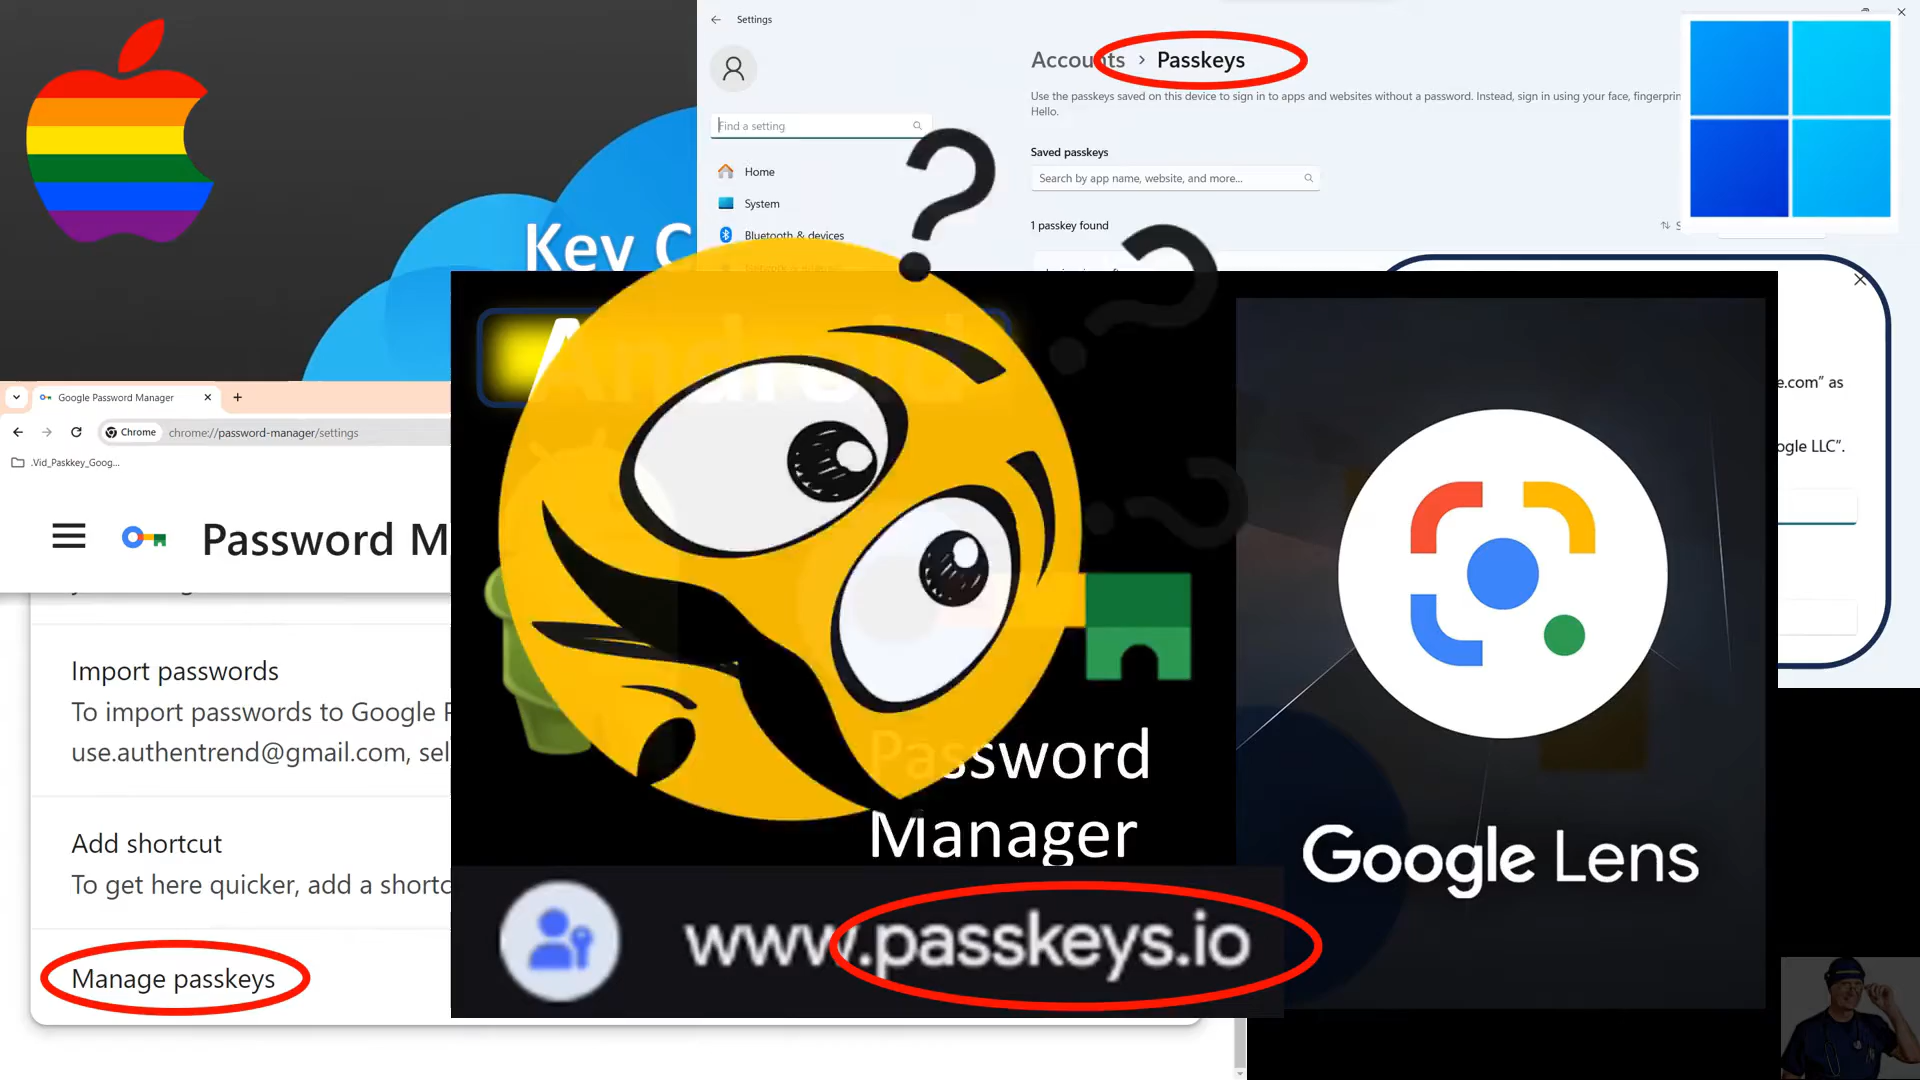 Settings
Accounts > Passkeys
Use the passkeys saved on this device to sign in to apps and websites without a password. Instead, sign in using your face, fingerprin
Hello.
Find a setting
Saved passkeys
Search by app name, website, and more...
Home
System
1 passkey found
Bluetooth & devices
Key C
Android
e.com" as
ogle LLC".
Google Password Manager
Chrome
chrome://password-manager/settings
.Vid_Paskkey_Goog...
Password M
Import passwords
To import passwords to Google P
use.authentrend@gmail.com, sel
Add shortcut
To get here quicker, add a shortc
Manage passkeys
Password
Manager
Google Lens
www.passkeys.io